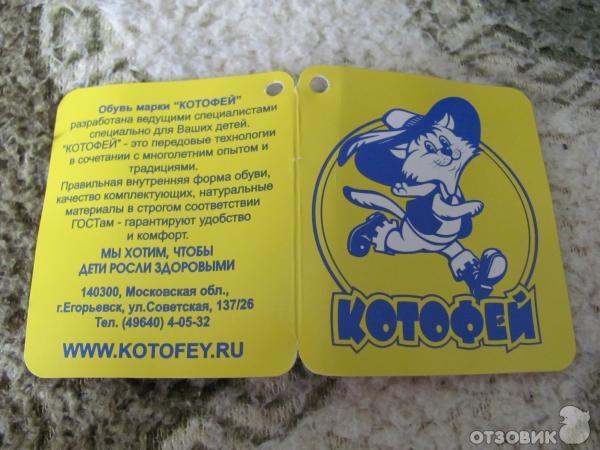 Обувь марки "КОТОФЕЙ"
разработана ведущими специалистами
специально для Ваших детей.
"КОТОФЕЙ" - это передовые технологии
в сочетании с многолетним опытом и
традициями.
Правильная внутренняя форма обуви,
качество комплектующих, натуральные
материалы в строгом соответствии
ГОСТам - гарантируют удобство
и комфорт.
МЫ ХОТИМ, ЧТОБЫ
ДЕТИ РОСЛИ ЗДОРОВЫМИ
140300, Московская обл.,
г.Егорьевск, ул.Советская, 137/26
Тел. (49640) 4-05-32
WWW.KOTOFEY.RU
КОТОФЕЙ
ОТЗОВИК